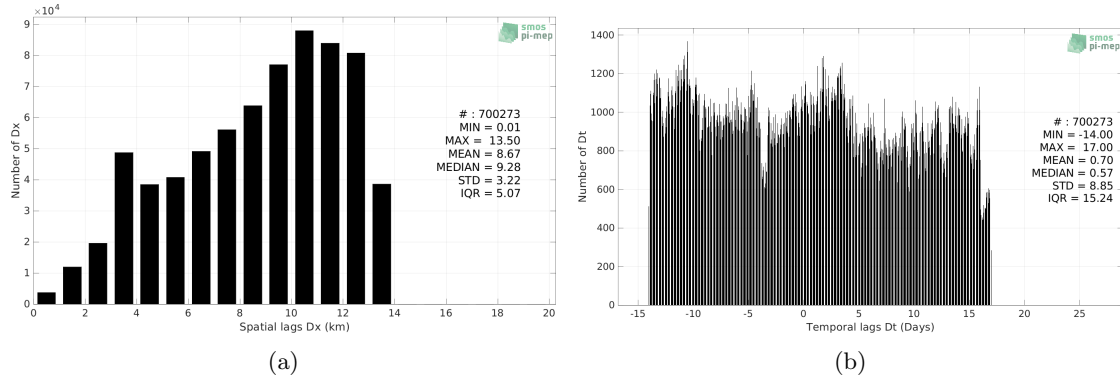 ×10⁴
9
8
7
6
5
4
3
2
1
0
Number of Dx
0 2 4 6 8 10 12 14 16 18 20
Spatial lags Dx (km)
smos
pi-mep
# : 700273
MIN = 0.01
MAX = 13.50
MEAN = 8.67
MEDIAN = 9.28
STD = 3.22
IQR = 5.07
(a)
1400
1200
1000
800
600
400
200
0
Number of Dt
-15 -10 -5 0 5 10 15 20 25
Temporal lags Dt (Days)
smos
pi-mep
# : 700273
MIN = -14.00
MAX = 17.00
MEAN = 0.70
MEDIAN = 0.57
STD = 8.85
IQR = 15.24
(b)